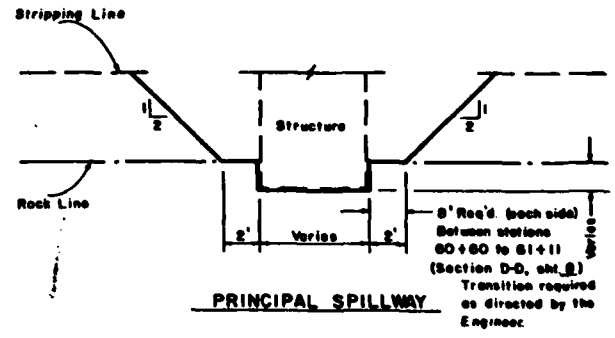 Stripping Line
1
2
Structure
1
2
Rock Line
2'
Varies
2'
8' Req'd. (each side)
Between stations
60+60 to 61+11
(Section D-D, sht. 8)
Transition required
as directed by the
Engineer.
Varies
PRINCIPAL SPILLWAY